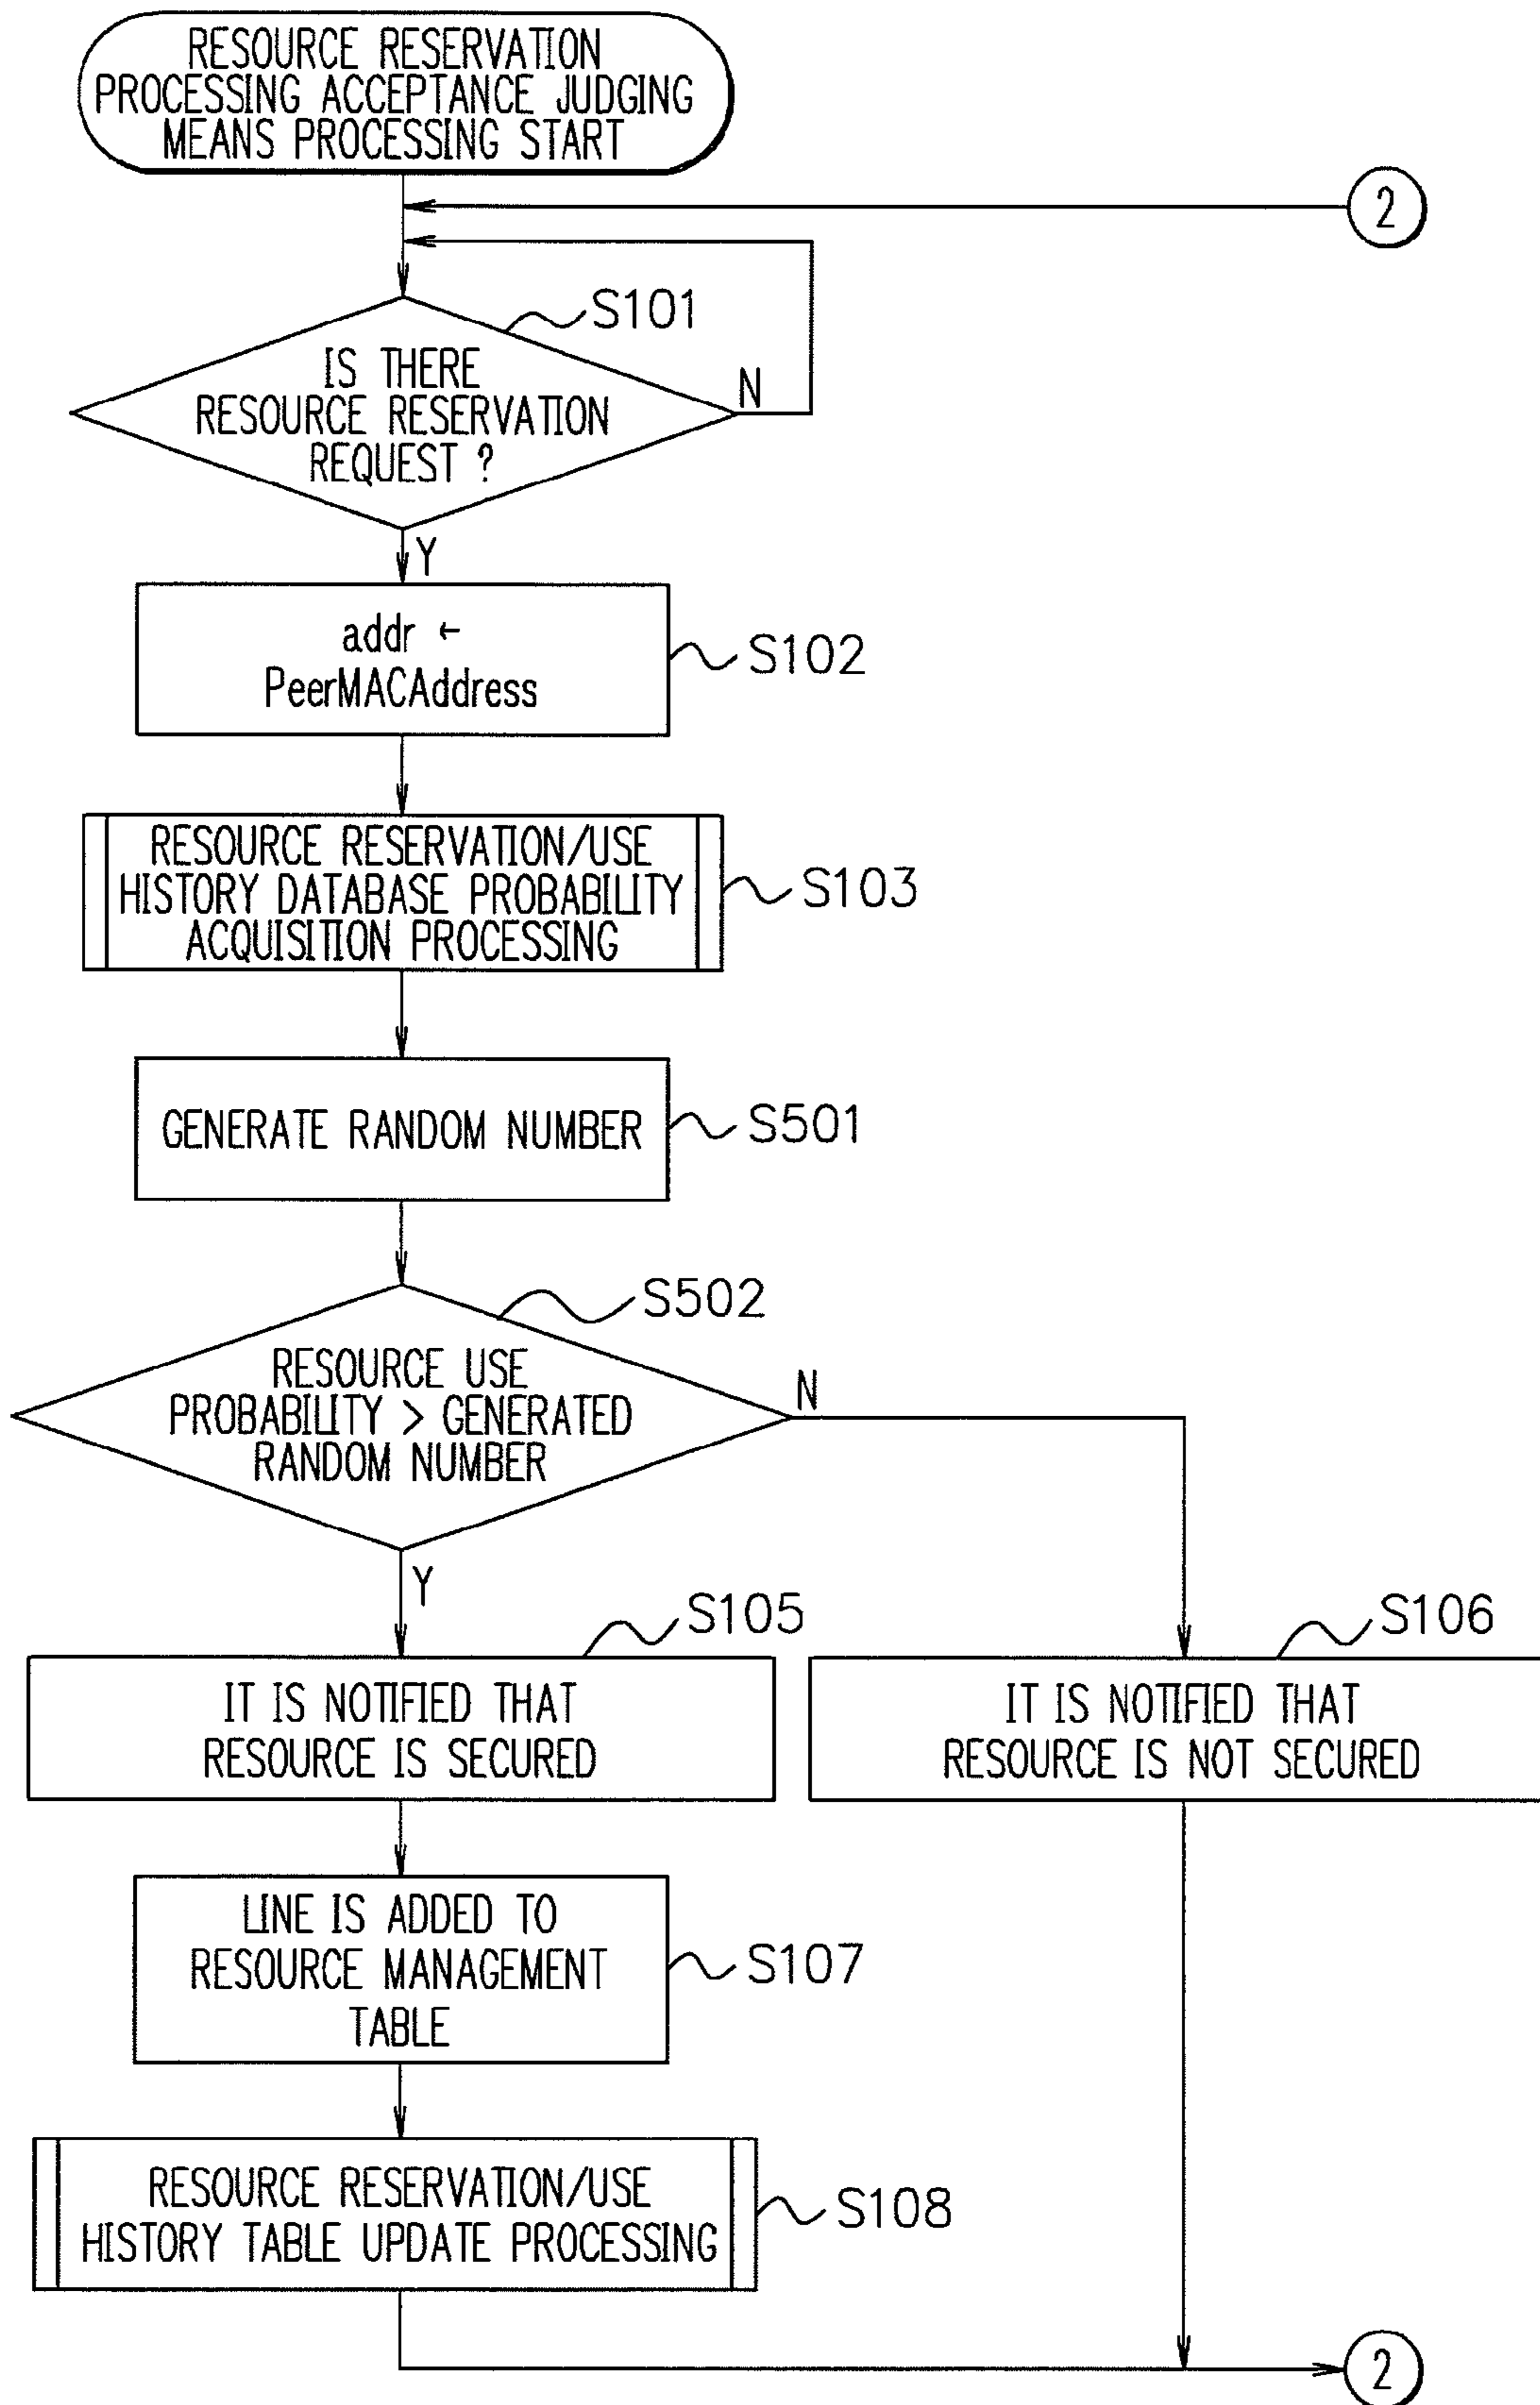 RESOURCE RESERVATION
PROCESSING ACCEPTANCE JUDGING
MEANS PROCESSING START
2
S101
IS THERE
RESOURCE RESERVATION
REQUEST ?
N
Y
addr ←
PeerMACAddress
S102
RESOURCE RESERVATION/USE
HISTORY DATABASE PROBABILITY
ACQUISITION PROCESSING
S103
GENERATE RANDOM NUMBER
S501
S502
RESOURCE USE
PROBABILITY > GENERATED
RANDOM NUMBER
N
Y
S105
S106
IT IS NOTIFIED THAT
RESOURCE IS SECURED
IT IS NOTIFIED THAT
RESOURCE IS NOT SECURED
LINE IS ADDED TO
RESOURCE MANAGEMENT
TABLE
S107
RESOURCE RESERVATION/USE
HISTORY TABLE UPDATE PROCESSING
S108
2